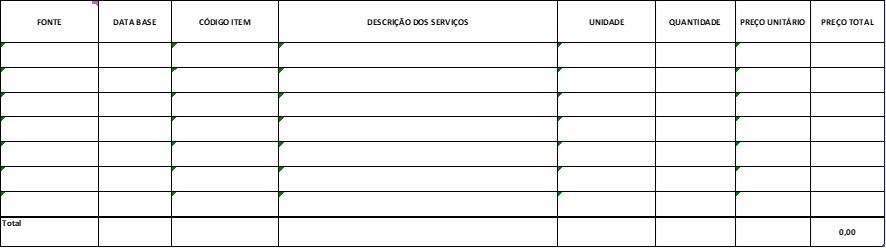 FONTE DATA BASE CÓDIGO ITEM DESCRIÇÃO DOS SERVIÇOS UNIDADE QUANTIDADE PREÇO UNITÁRIO PREÇO TOTAL
Total
0,00